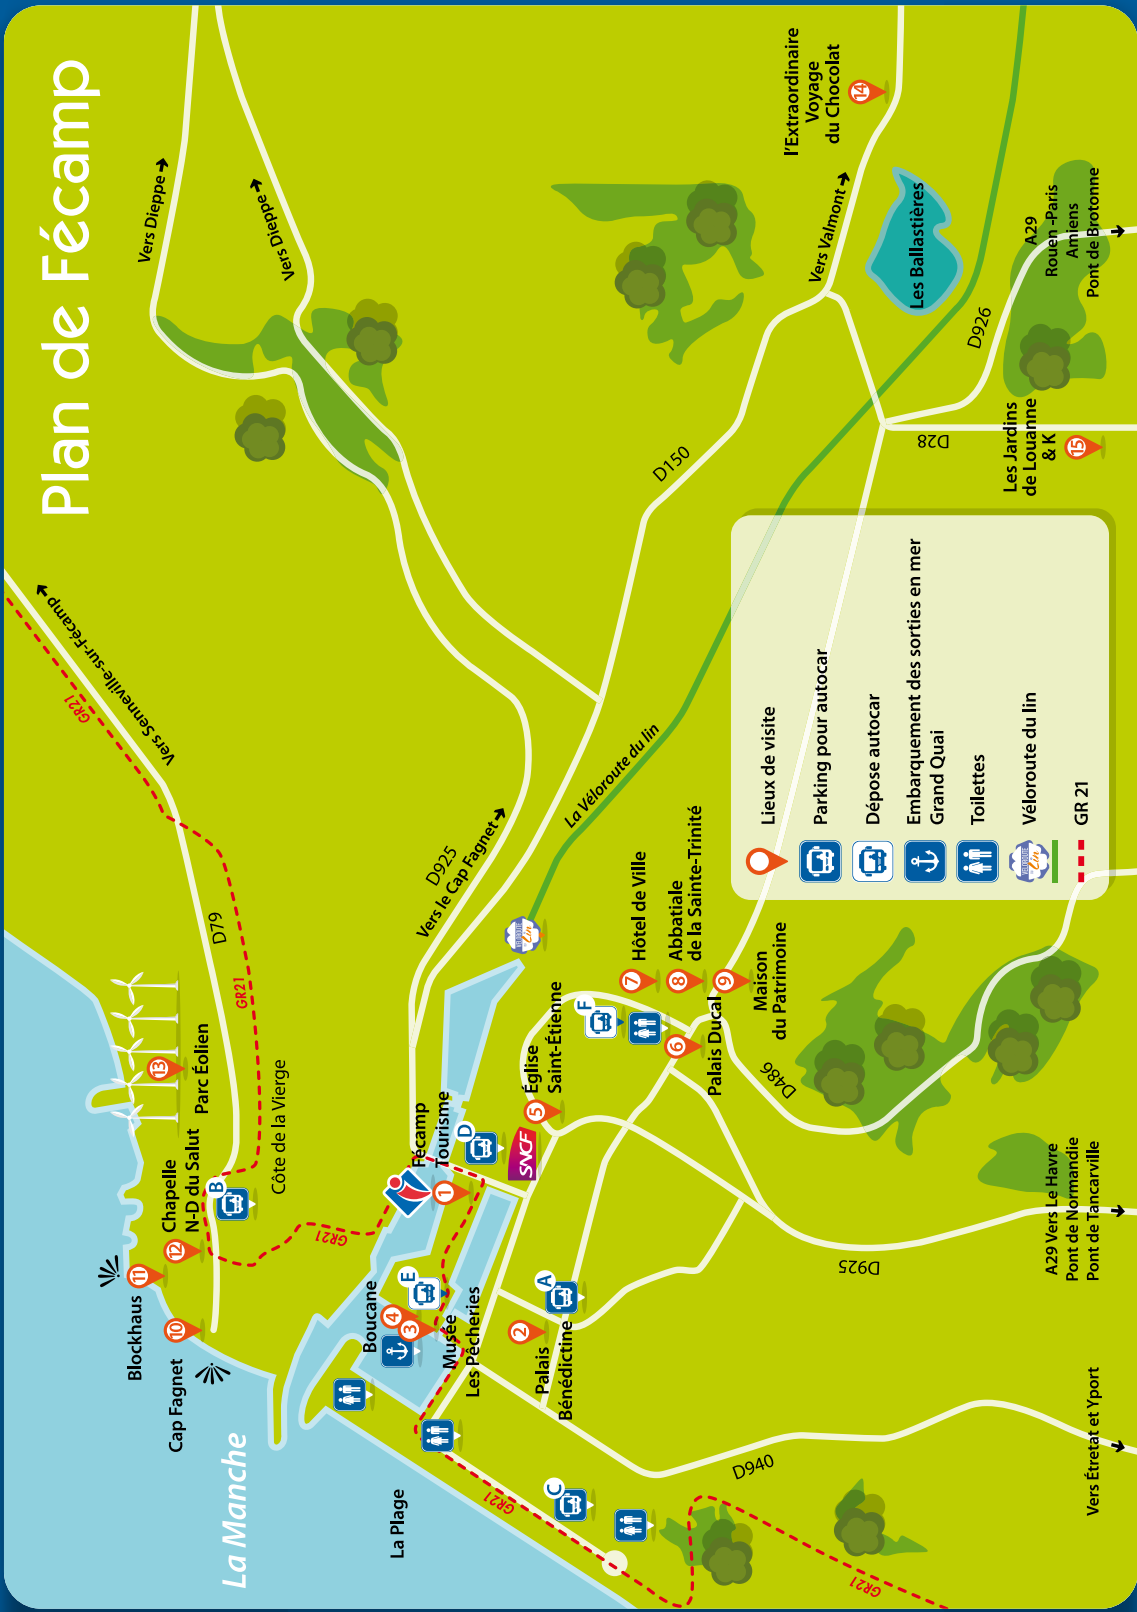 Plan de Fécamp
La Manche
Vers Dieppe
Vers Dieppe
Vers Senneville-sur-Fécamp
GR21
D79
GR21
Parc Éolien
13
Côte de la Vierge
Chapelle
N-D du Salut
12
B
Blockhaus
11
Cap Fagnet
10
GR21
Fécamp
Tourisme
1
D
SNCF
Église
Saint-Étienne
5
Boucane
4
3
E
Musée
Les Pêcheries
Palais
Bénédictine
2
A
La Plage
C
GR21
GR21
D940
Vers Étretat et Yport
D925
A29 Vers Le Havre
Pont de Normandie
Pont de Tancarville
D486
F
Hôtel de Ville
7
Abbatiale
de la Sainte-Trinité
8
9
Maison
du Patrimoine
6
Palais Ducal
D925
Vers le Cap Fagnet
VÉLOROUTE
Lin
La Véloroute du lin
D150
Vers Valmont
l'Extraordinaire
Voyage
du Chocolat
14
Les Ballastières
A29
Rouen -Paris
Amiens
Pont de Brotonne
D926
D28
Les Jardins
de Louanne
& K
15
Lieux de visite
Parking pour autocar
Dépose autocar
Embarquement des sorties en mer
Grand Quai
Toilettes
VÉLOROUTE
Lin
Véloroute du lin
GR 21